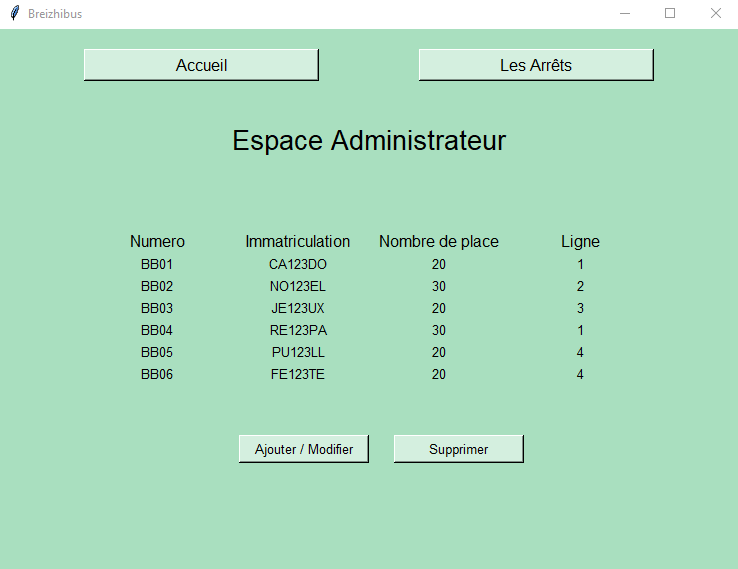 Breizhibus
Accueil Les Arrêts
Espace Administrateur
Numero Immatriculation Nombre de place Ligne
BB01 CA123DO 20 1
BB02 NO123EL 30 2
BB03 JE123UX 20 3
BB04 RE123PA 30 1
BB05 PU123LL 20 4
BB06 FE123TE 20 4
Ajouter / Modifier Supprimer